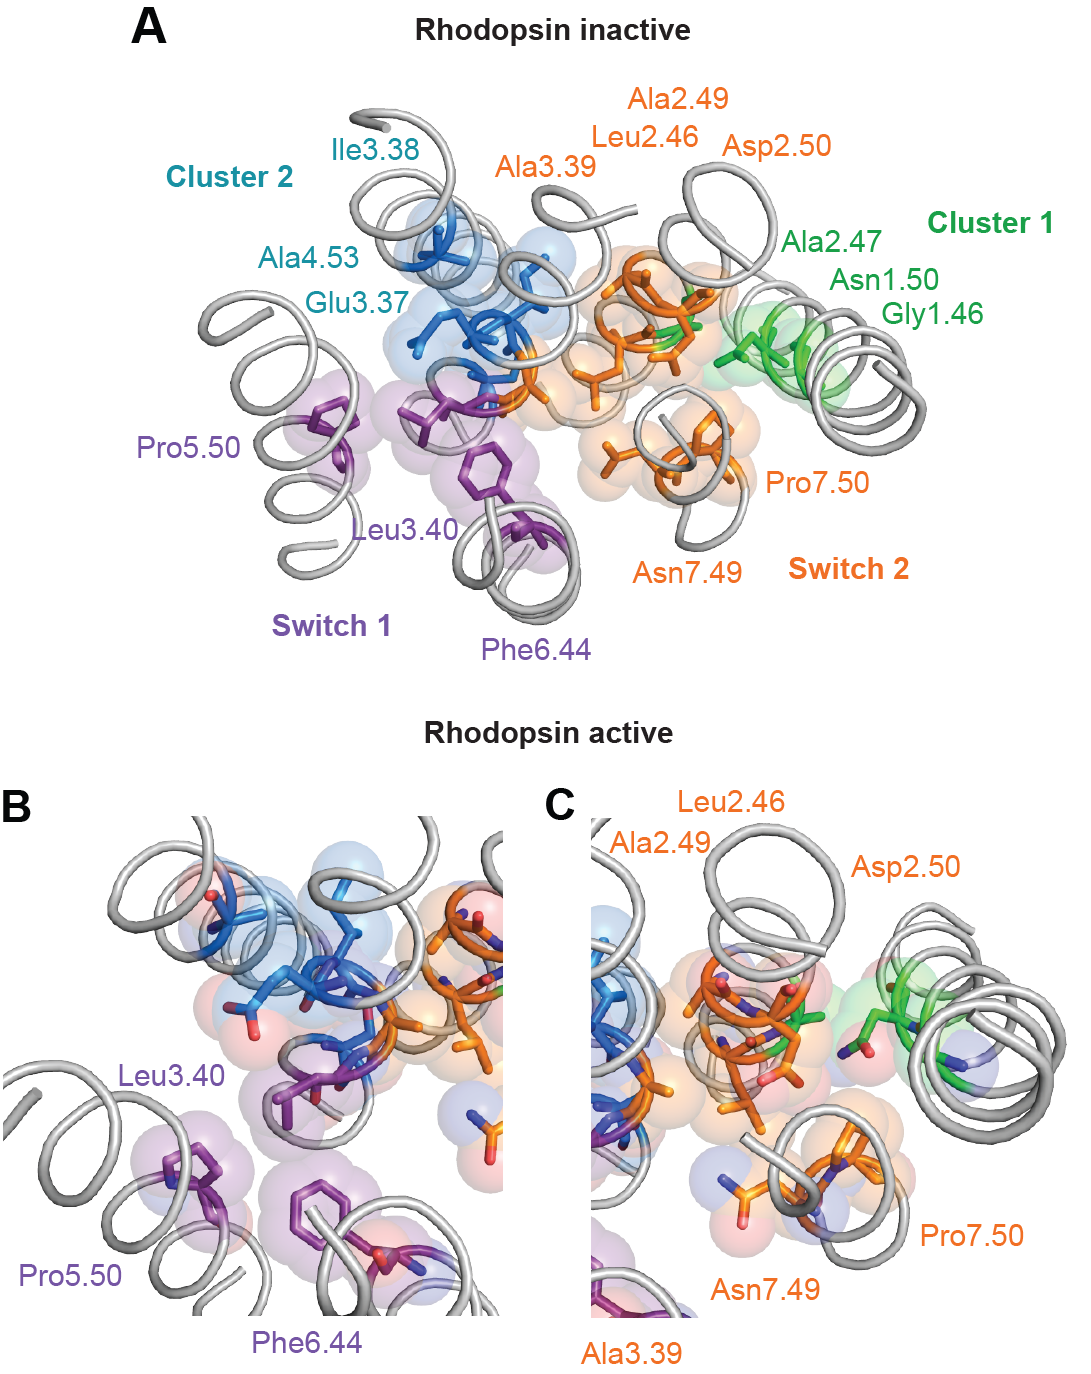 A
Rhodopsin inactive
Ala2.49
Leu2.46
Asp2.50
Ile3.38
Ala3.39
Cluster 2
Cluster 1
Ala2.47
Ala4.53
Asn1.50
Glu3.37
Gly1.46
Pro5.50
Pro7.50
Leu3.40
Asn7.49
Switch 2
Switch 1
Phe6.44
Rhodopsin active
B
Leu3.40
Pro5.50
Phe6.44
C
Leu2.46
Ala2.49
Asp2.50
Pro7.50
Asn7.49
Ala3.39